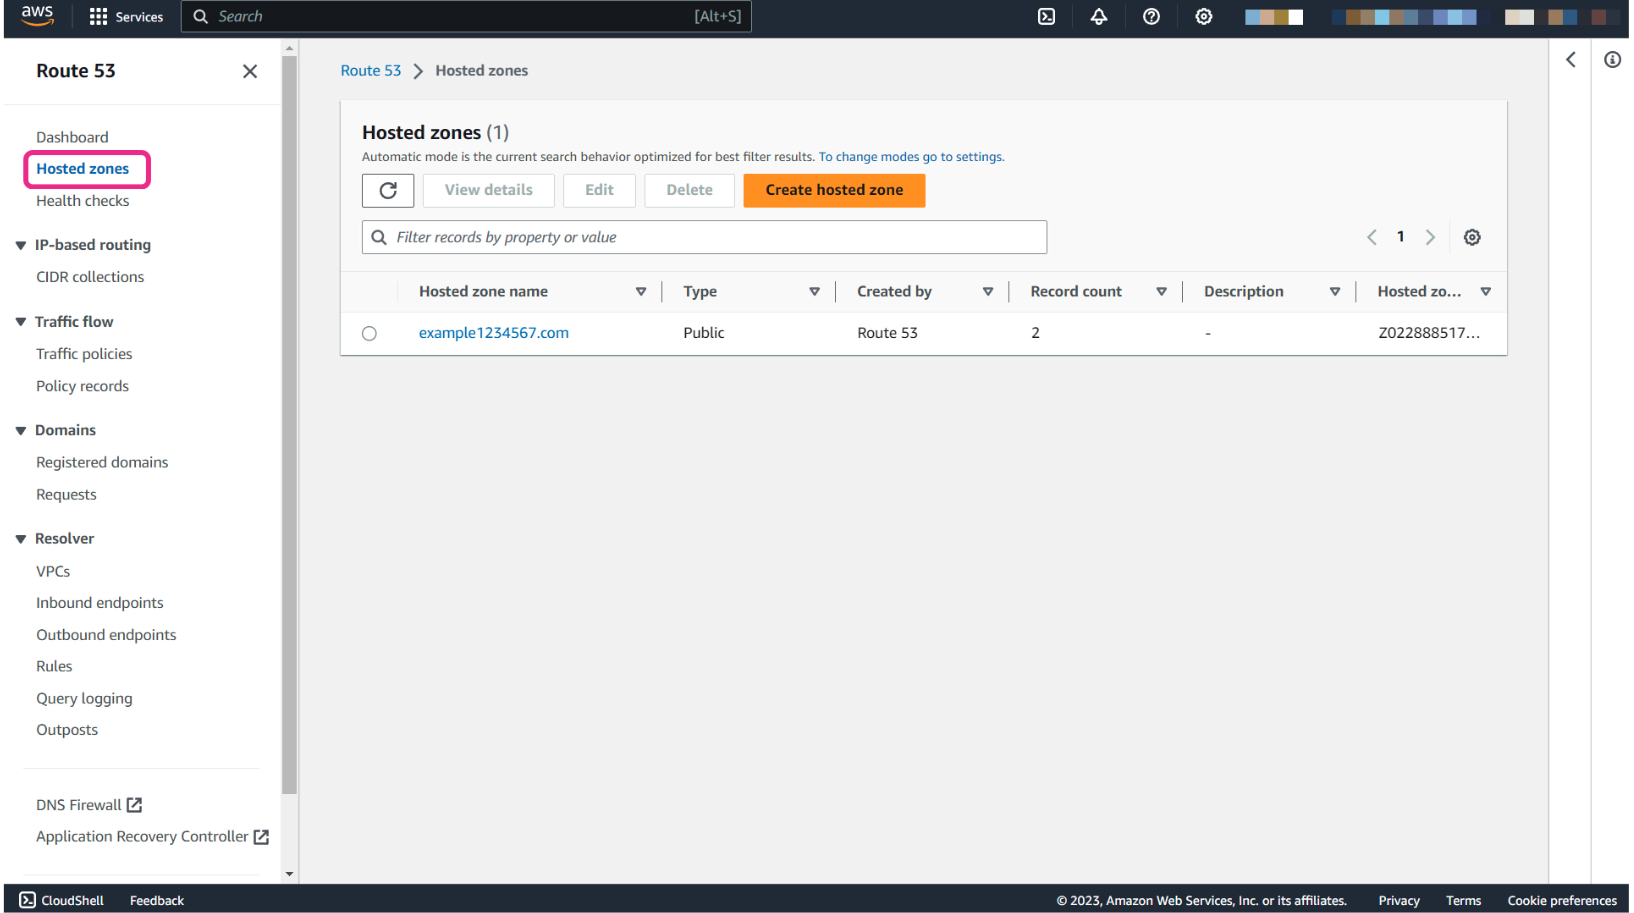 aws
Services
Search
[Alt+S]
Route 53
Dashboard
Hosted zones
Health checks
IP-based routing
CIDR collections
Traffic flow
Traffic policies
Policy records
Domains
Registered domains
Requests
Resolver
VPCs
Inbound endpoints
Outbound endpoints
Rules
Query logging
Outposts
DNS Firewall
Application Recovery Controller
Route 53 > Hosted zones
Hosted zones (1)
Automatic mode is the current search behavior optimized for best filter results. To change modes go to settings.
View details Edit Delete Create hosted zone
Filter records by property or value
1
Hosted zone name Type Created by Record count Description Hosted zo...
example1234567.com Public Route 53 2 - Z022888517...
CloudShell Feedback © 2023, Amazon Web Services, Inc. or its affiliates. Privacy Terms Cookie preferences